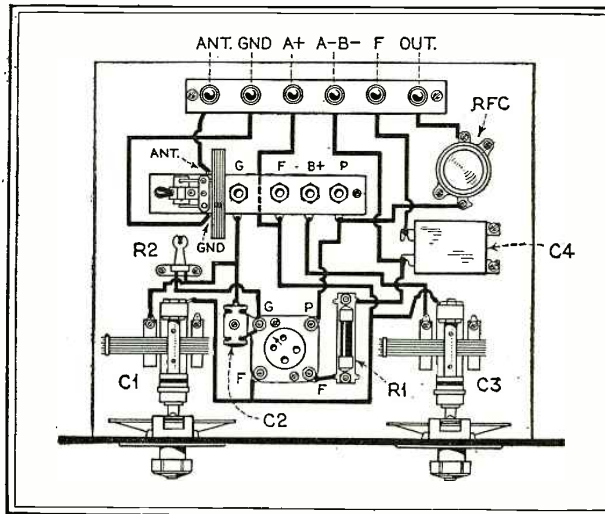 ANT. GND A+ A-B- F OUT.
RFC
ANT.
G F B+ P
GND
R2
C4
G P
C1
F F
R1
C3
C2